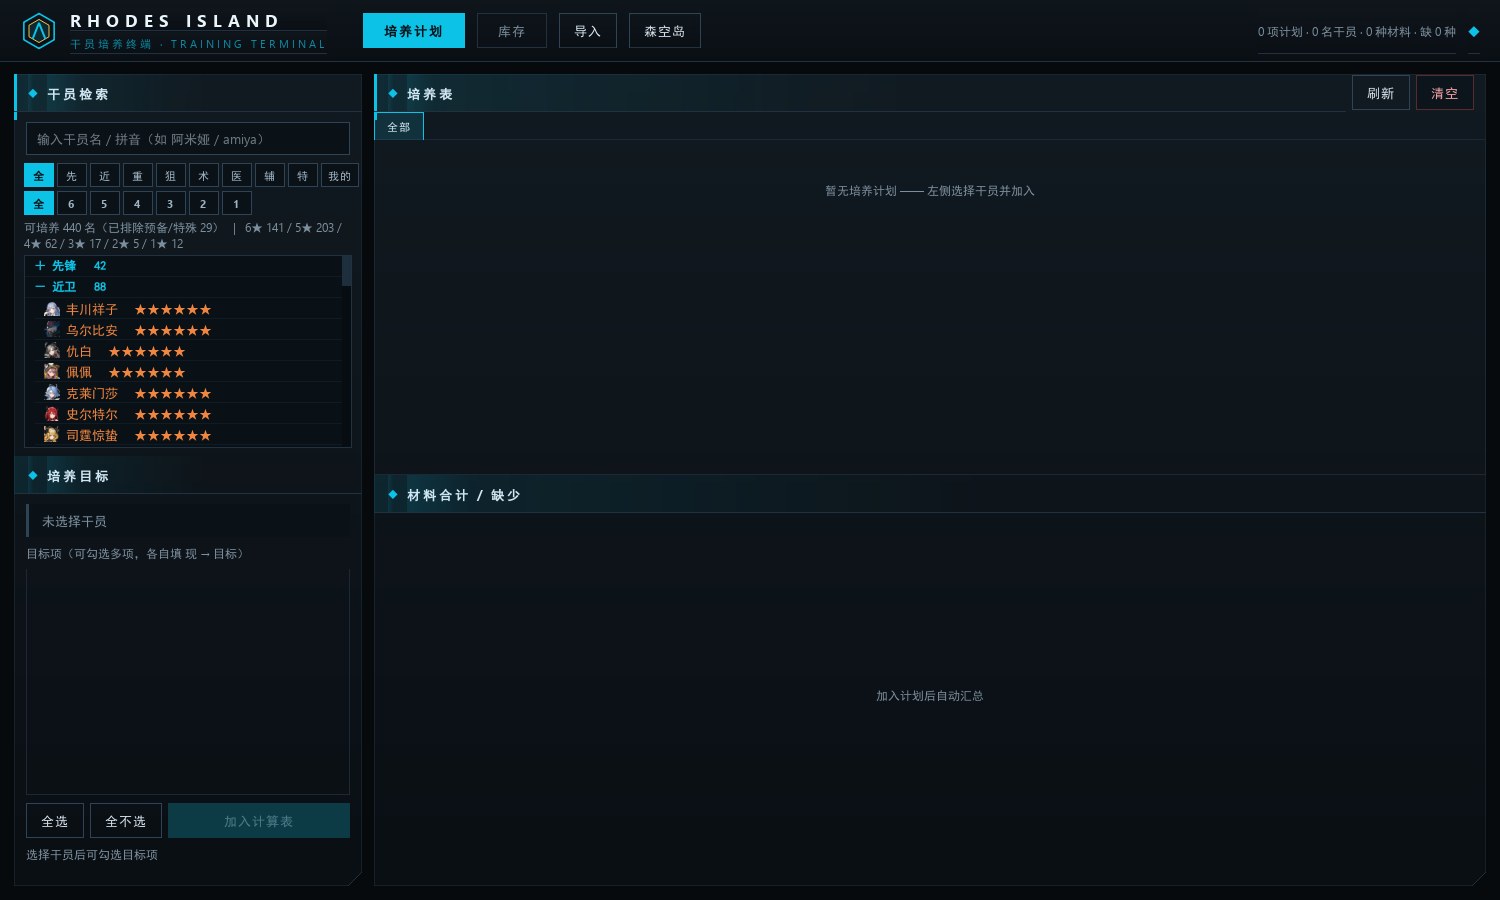 RHODES ISLAND
干员培养终端 · TRAINING TERMINAL
培养计划 库存 导入 森空岛
0 项计划 · 0 名干员 · 0 种材料 · 缺 0 种
干员检索
输入干员名 / 拼音（如 阿米娅 / amiya）
全 先 近 重 狙 术 医 辅 特 我的
全 6 5 4 3 2 1
可培养 440 名（已排除预备/特殊 29） | 6★ 141 / 5★ 203 /
4★ 62 / 3★ 17 / 2★ 5 / 1★ 12
＋ 先锋 42
－ 近卫 88
丰川祥子 ★★★★★★
乌尔比安 ★★★★★★
仇白 ★★★★★★
佩佩 ★★★★★★
克莱门莎 ★★★★★★
史尔特尔 ★★★★★★
司霆惊蛰 ★★★★★★
培养目标
未选择干员
目标项（可勾选多项，各自填 现 → 目标）
全选 全不选 加入计算表
选择干员后可勾选目标项
培养表
刷新 清空
全部
暂无培养计划 —— 左侧选择干员并加入
材料合计 / 缺少
加入计划后自动汇总